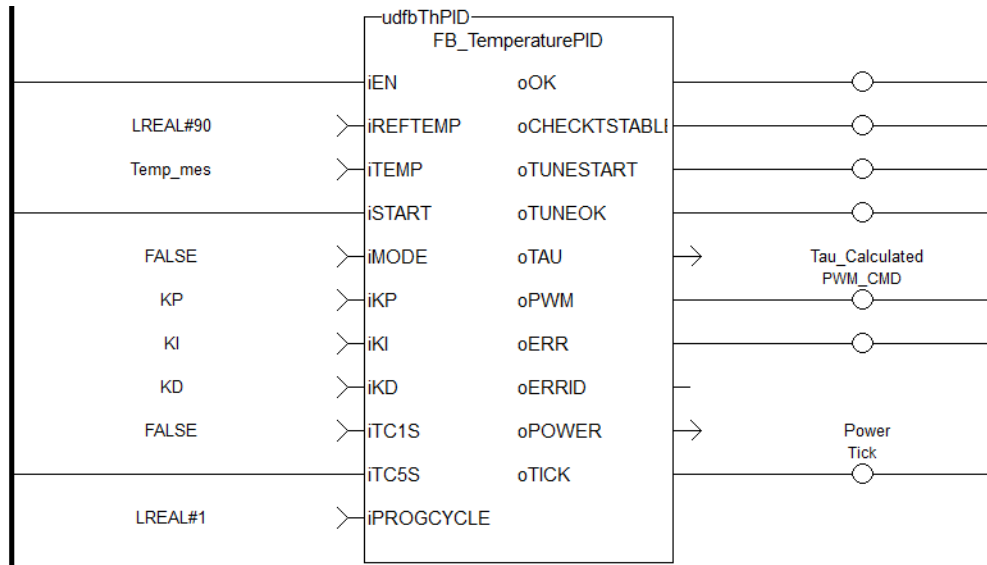 udfbThPID
FB_TemperaturePID
iEN oOK
LREAL#90 iREFTEMP oCHECKTSTABLE
Temp_mes iTEMP oTUNESTART
iSTART oTUNEOK
FALSE iMODE oTAU Tau_Calculated
PWM_CMD
KP iKP oPWM
KI iKI oERR
KD iKD oERRID
FALSE iTC1S oPOWER Power
Tick
iTC5S oTICK
LREAL#1 iPROGCYCLE